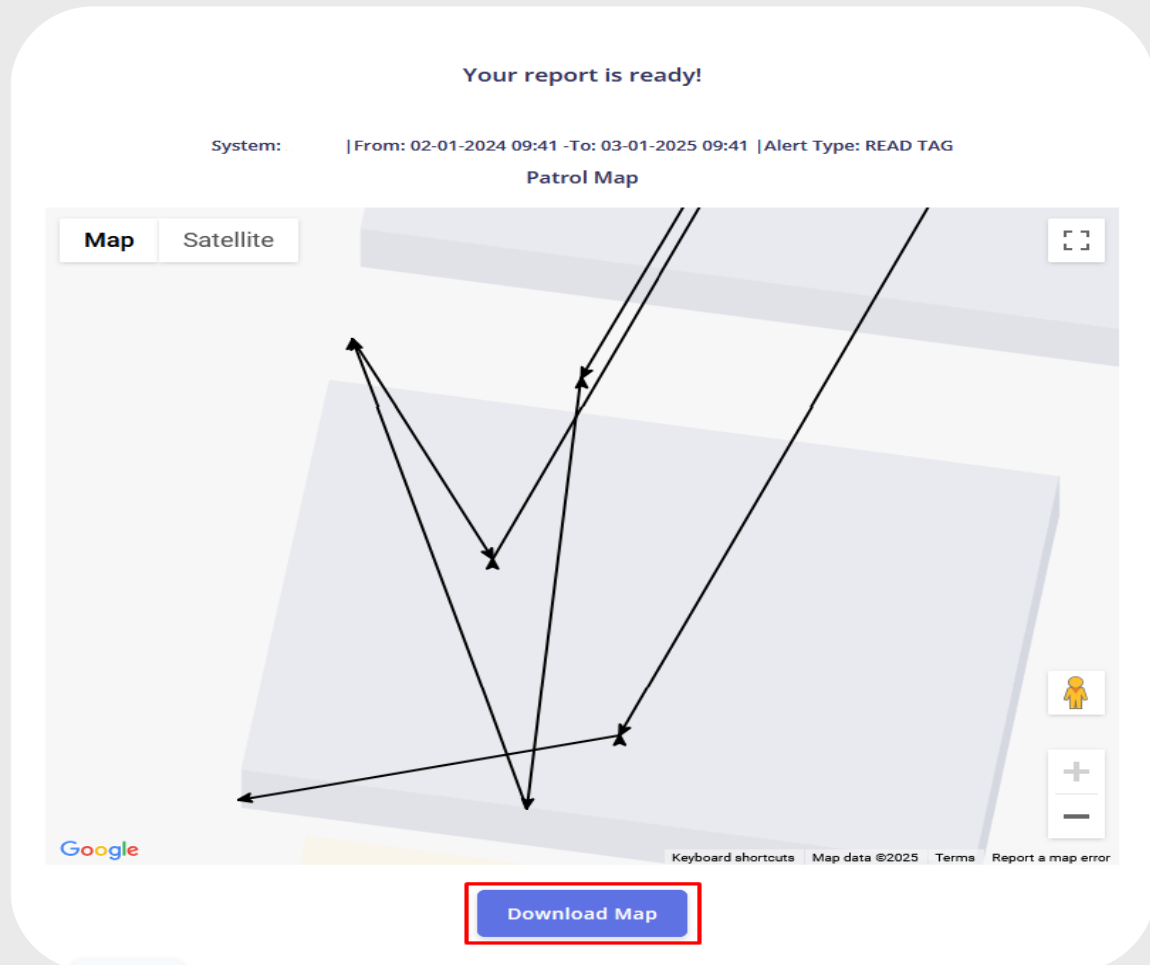 Your report is ready!
System: |From: 02-01-2024 09:41 -To: 03-01-2025 09:41 |Alert Type: READ TAG
Patrol Map
Map Satellite
Google
Keyboard shortcuts Map data ©2025 Terms Report a map error
Download Map